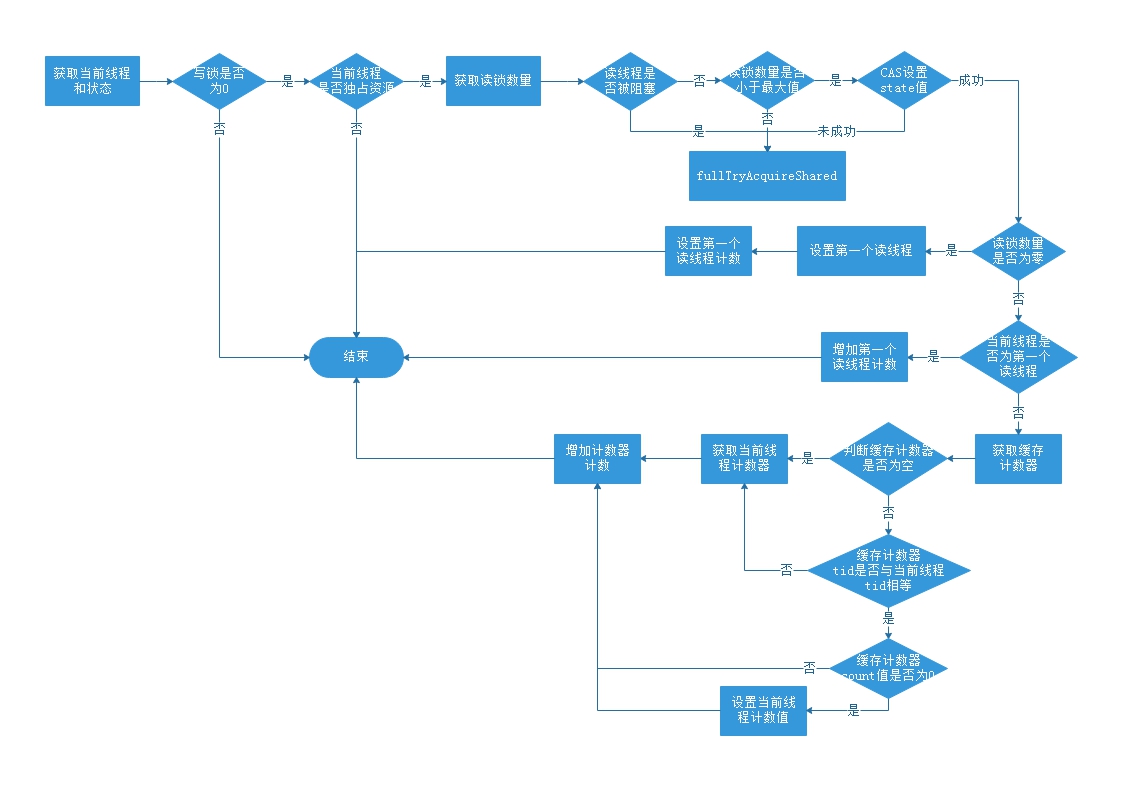 获取当前线程
和状态
写锁是否
为0
是
当前线程
是否独占资源
是
获取读锁数量
读线程是
否被阻塞
否
读锁数量是否
小于最大值
是
CAS设置
state值
成功
否
否
否
是
未成功
fullTryAcquireShared
设置第一个
读线程计数
设置第一个读线程
是
读锁数量
是否为零
否
结束
增加第一个
读线程计数
是
当前线程是
否为第一个
读线程
否
增加计数器
计数
获取当前线
程计数器
是
判断缓存计数器
是否为空
获取缓存
计数器
否
缓存计数器
tid是否与当前线程
tid相等
否
是
缓存计数器
count值是否为0
否
设置当前线
程计数值
是